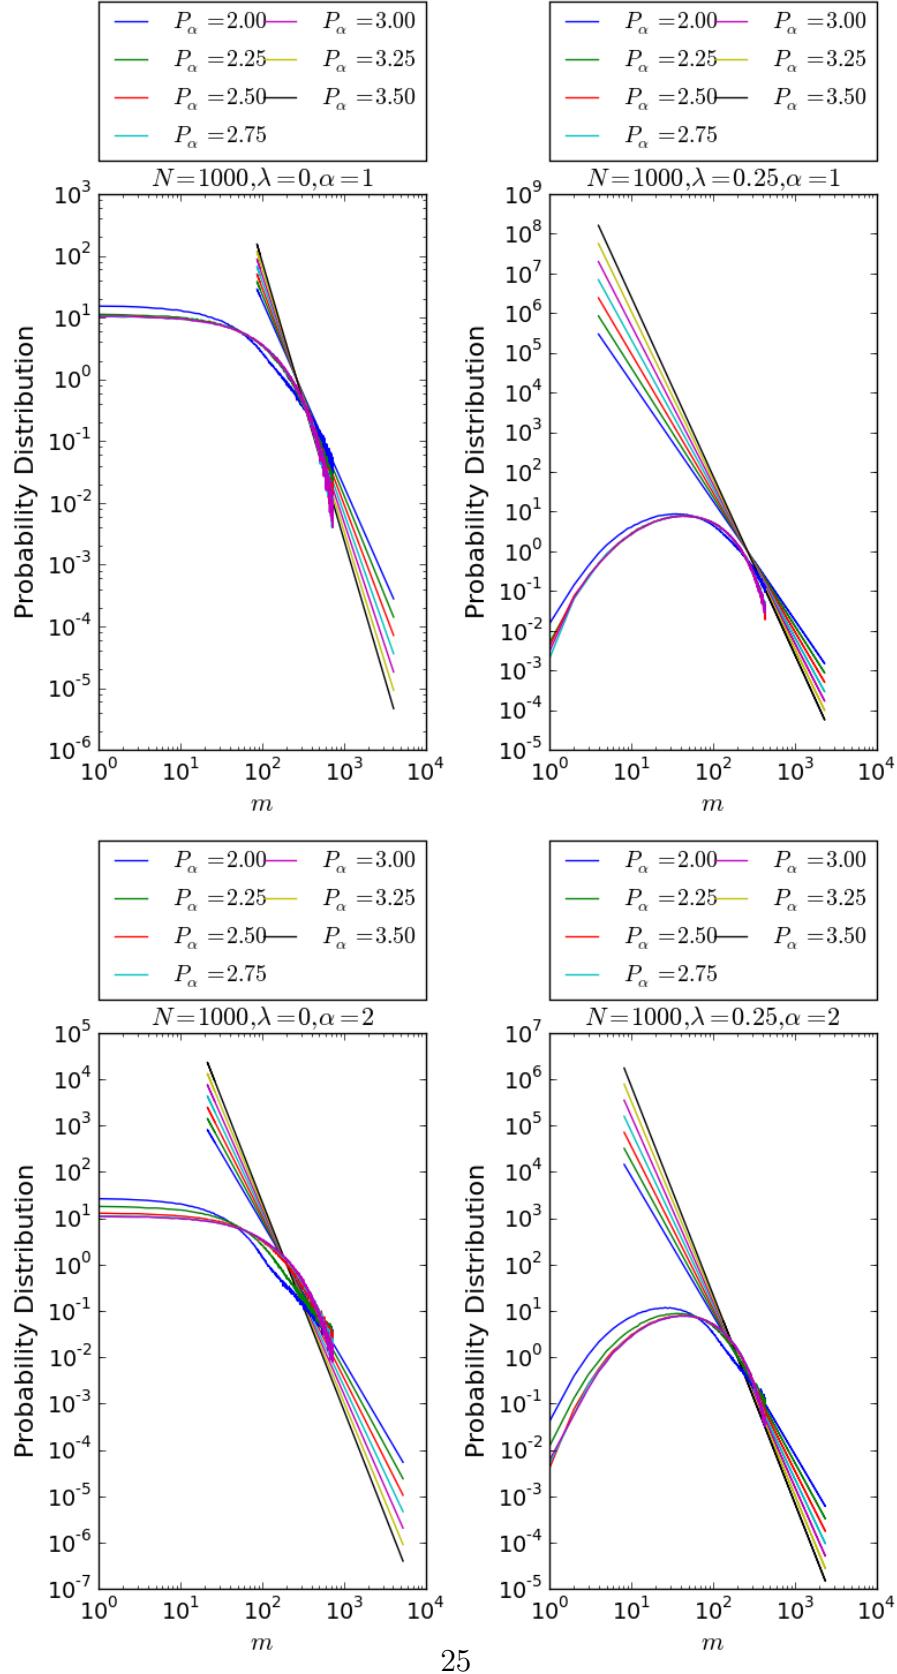 P_α = 2.00 P_α = 3.00
P_α = 2.25 P_α = 3.25
P_α = 2.50 P_α = 3.50
P_α = 2.75
N=1000,λ=0,α=1
10^3
10^2
10^1
10^0
10^-1
10^-2
10^-3
10^-4
10^-5
10^-6
Probability Distribution
10^0 10^1 10^2 10^3 10^4
m
P_α = 2.00 P_α = 3.00
P_α = 2.25 P_α = 3.25
P_α = 2.50 P_α = 3.50
P_α = 2.75
N=1000,λ=0.25,α=1
10^9
10^8
10^7
10^6
10^5
10^4
10^3
10^2
10^1
10^0
10^-1
10^-2
10^-3
10^-4
10^-5
Probability Distribution
10^0 10^1 10^2 10^3 10^4
m
P_α = 2.00 P_α = 3.00
P_α = 2.25 P_α = 3.25
P_α = 2.50 P_α = 3.50
P_α = 2.75
N=1000,λ=0,α=2
10^5
10^4
10^3
10^2
10^1
10^0
10^-1
10^-2
10^-3
10^-4
10^-5
10^-6
10^-7
Probability Distribution
10^0 10^1 10^2 10^3 10^4
m
P_α = 2.00 P_α = 3.00
P_α = 2.25 P_α = 3.25
P_α = 2.50 P_α = 3.50
P_α = 2.75
N=1000,λ=0.25,α=2
10^7
10^6
10^5
10^4
10^3
10^2
10^1
10^0
10^-1
10^-2
10^-3
10^-4
10^-5
Probability Distribution
10^0 10^1 10^2 10^3 10^4
m
25